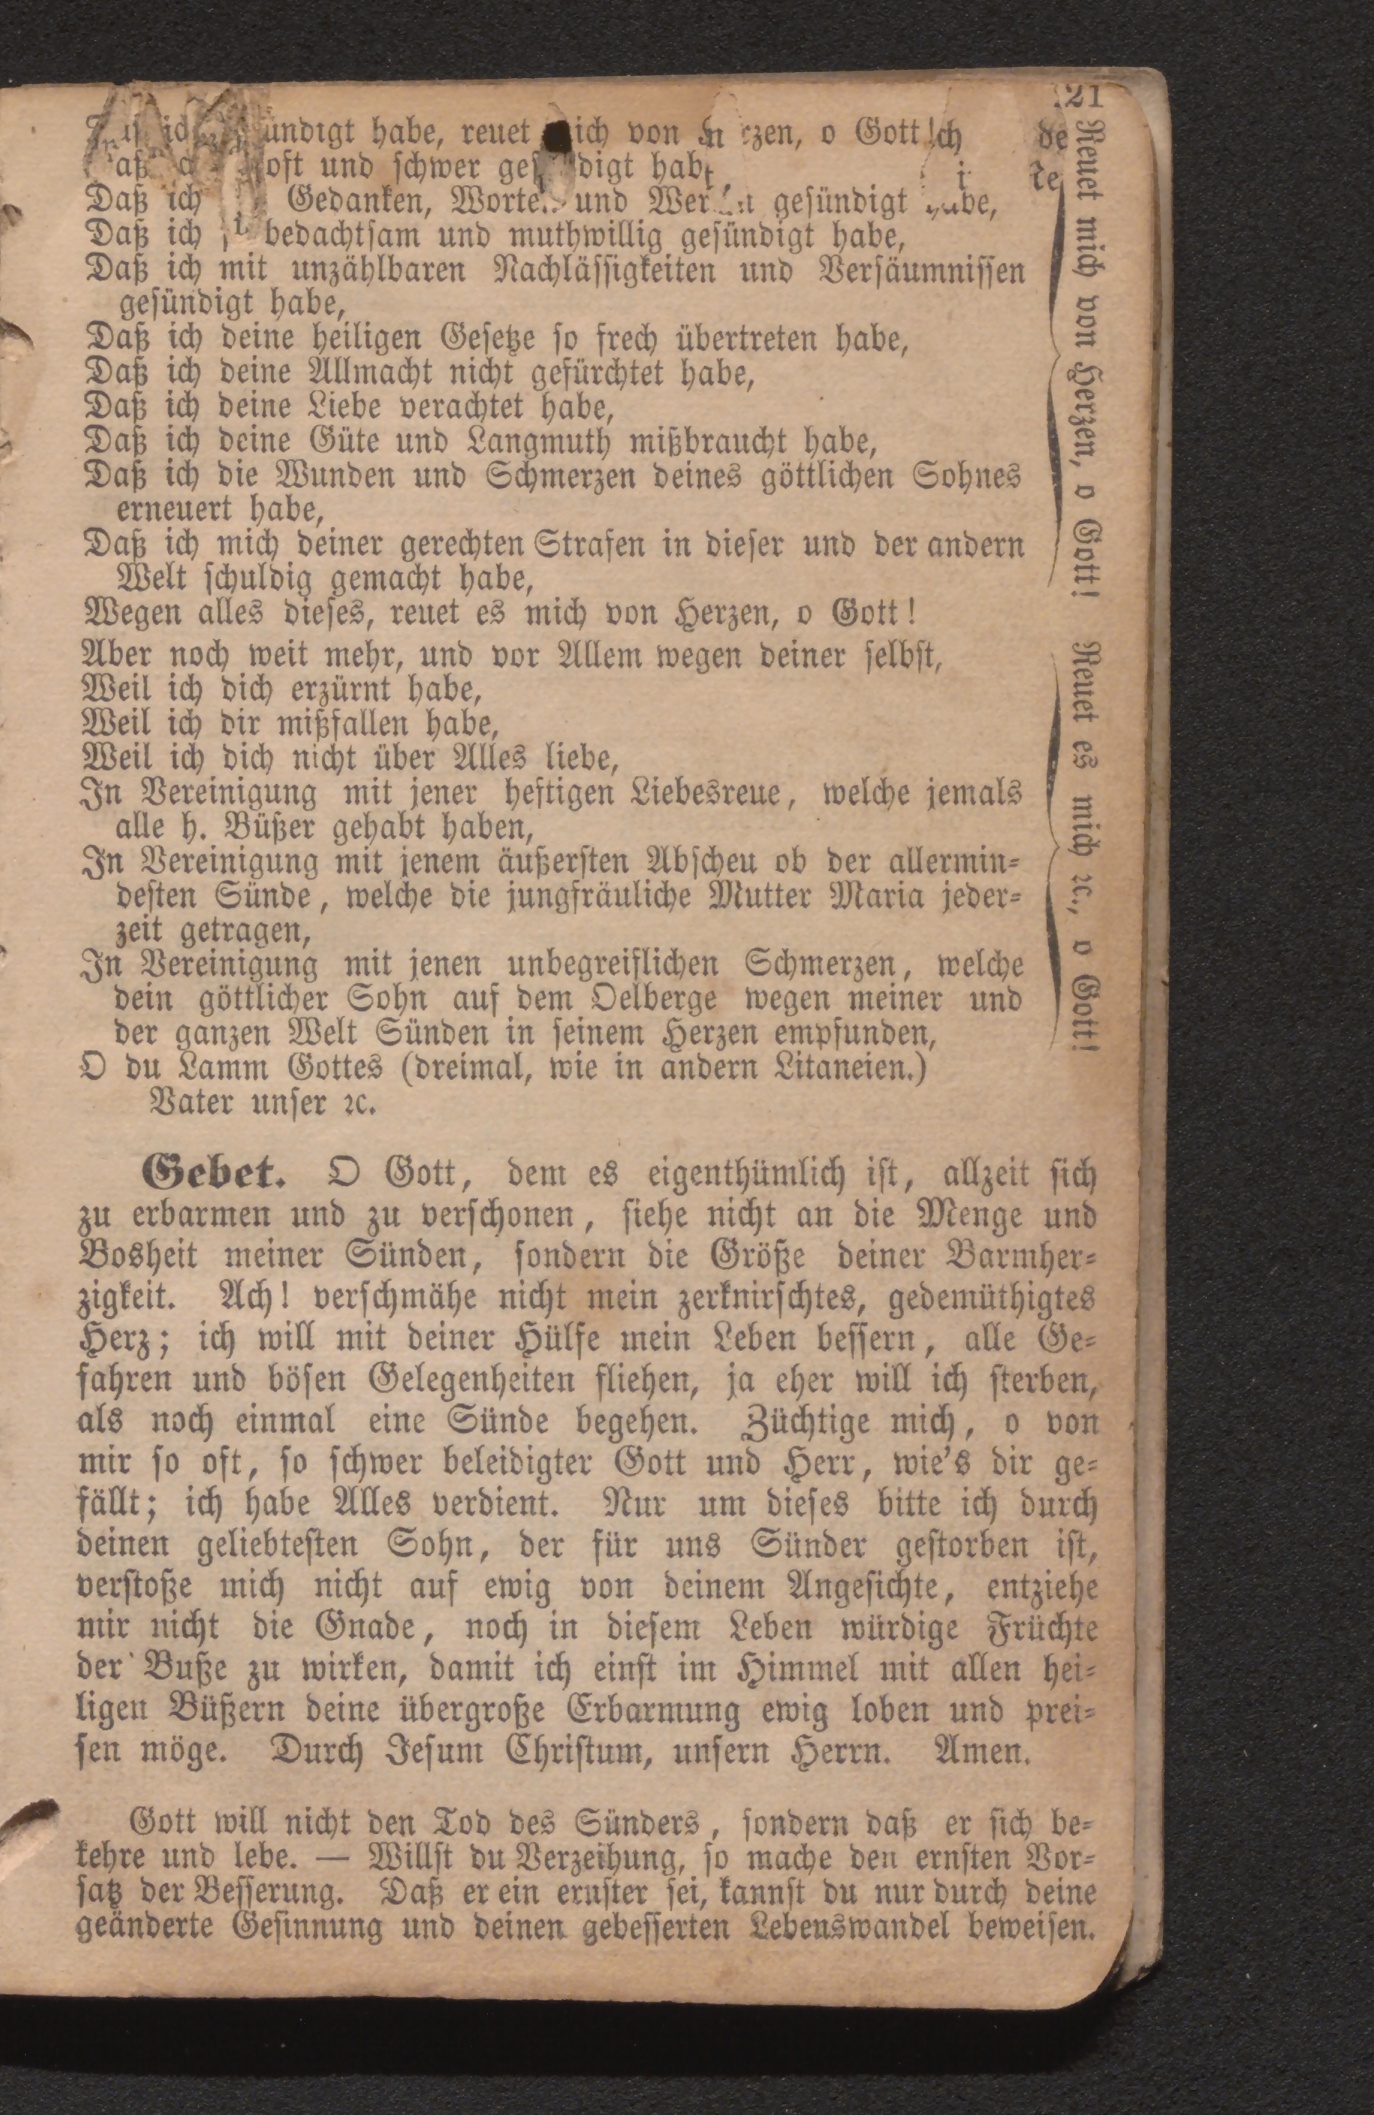 21
Daß ich gesündigt habe, reuet mich von Herzen, o Gott!
Daß oft und schwer gesündigt habe
Daß ich Gedanken, Worten und Werken gesündigt habe,
Daß ich unbedachtsam und muthwillig gesündigt habe,
Daß ich mit unzählbaren Nachlässigkeiten und Versäumnissen
gesündigt habe,
Daß ich deine heiligen Gesetze so frech übertreten habe,
Daß ich deine Allmacht nicht gefürchtet habe,
Daß ich deine Liebe verachtet habe,
Daß ich deine Güte und Langmuth mißbraucht habe,
Daß ich die Wunden und Schmerzen deines göttlichen Sohnes
erneuert habe,
Daß ich mich deiner gerechten Strafen in dieser und der andern
Welt schuldig gemacht habe,
Reuet mich von Herzen, o Gott!
Wegen alles dieses, reuet es mich von Herzen, o Gott!
Aber noch weit mehr, und vor Allem wegen deiner selbst,
Weil ich dich erzürnt habe,
Weil ich dir mißfallen habe,
Weil ich dich nicht über Alles liebe,
In Vereinigung mit jener heftigen Liebesreue, welche jemals
alle h. Büßer gehabt haben,
In Vereinigung mit jenem äußersten Abscheu ob der allermin-
desten Sünde, welche die jungfräuliche Mutter Maria jeder-
zeit getragen,
In Vereinigung mit jenen unbegreiflichen Schmerzen, welche
dein göttlicher Sohn auf dem Oelberge wegen meiner und
der ganzen Welt Sünden in seinem Herzen empfunden,
Reuet es mich ꝛc., o Gott!
O du Lamm Gottes (dreimal, wie in andern Litaneien.)
Vater unser ꝛc.
Gebet. O Gott, dem es eigenthümlich ist, allzeit sich
zu erbarmen und zu verschonen, siehe nicht an die Menge und
Bosheit meiner Sünden, sondern die Größe deiner Barmher-
zigkeit. Ach! verschmähe nicht mein zerknirschtes, gedemüthigtes
Herz; ich will mit deiner Hülfe mein Leben bessern, alle Ge-
fahren und bösen Gelegenheiten fliehen, ja eher will ich sterben,
als noch einmal eine Sünde begehen. Züchtige mich, o von
mir so oft, so schwer beleidigter Gott und Herr, wie's dir ge-
fällt; ich habe Alles verdient. Nur um dieses bitte ich durch
deinen geliebtesten Sohn, der für uns Sünder gestorben ist,
verstoße mich nicht auf ewig von deinem Angesichte, entziehe
mir nicht die Gnade, noch in diesem Leben würdige Früchte
der Buße zu wirken, damit ich einst im Himmel mit allen hei-
ligen Büßern deine übergroße Erbarmung ewig loben und prei-
sen möge. Durch Jesum Christum, unsern Herrn. Amen.
Gott will nicht den Tod des Sünders, sondern daß er sich be-
kehre und lebe. — Willst du Verzeihung, so mache den ernsten Vor-
satz der Besserung. Daß er ein ernster sei, kannst du nur durch deine
geänderte Gesinnung und deinen gebesserten Lebenswandel beweisen.